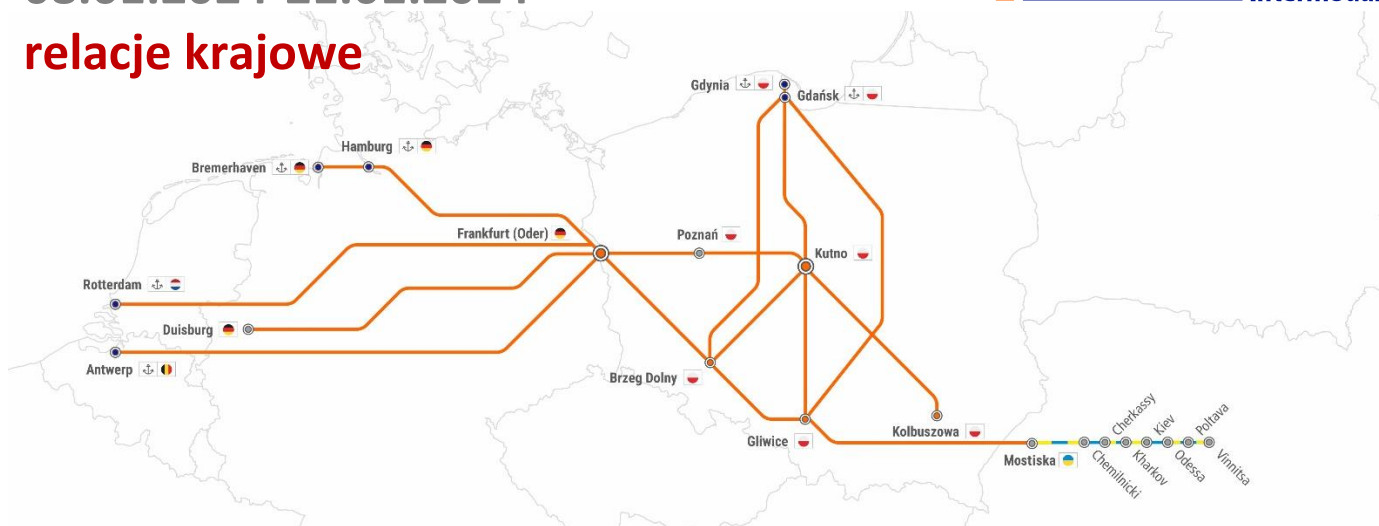 relacje krajowe
Gdynia
Gdańsk
Hamburg
Bremerhaven
Frankfurt (Oder)
Poznań
Kutno
Rotterdam
Duisburg
Antwerp
Brzeg Dolny
Gliwice
Kolbuszowa
Mostiska
Chemilnicki
Cherkassy
Kharkov
Kiev
Odessa
Poltava
Vinnitsa